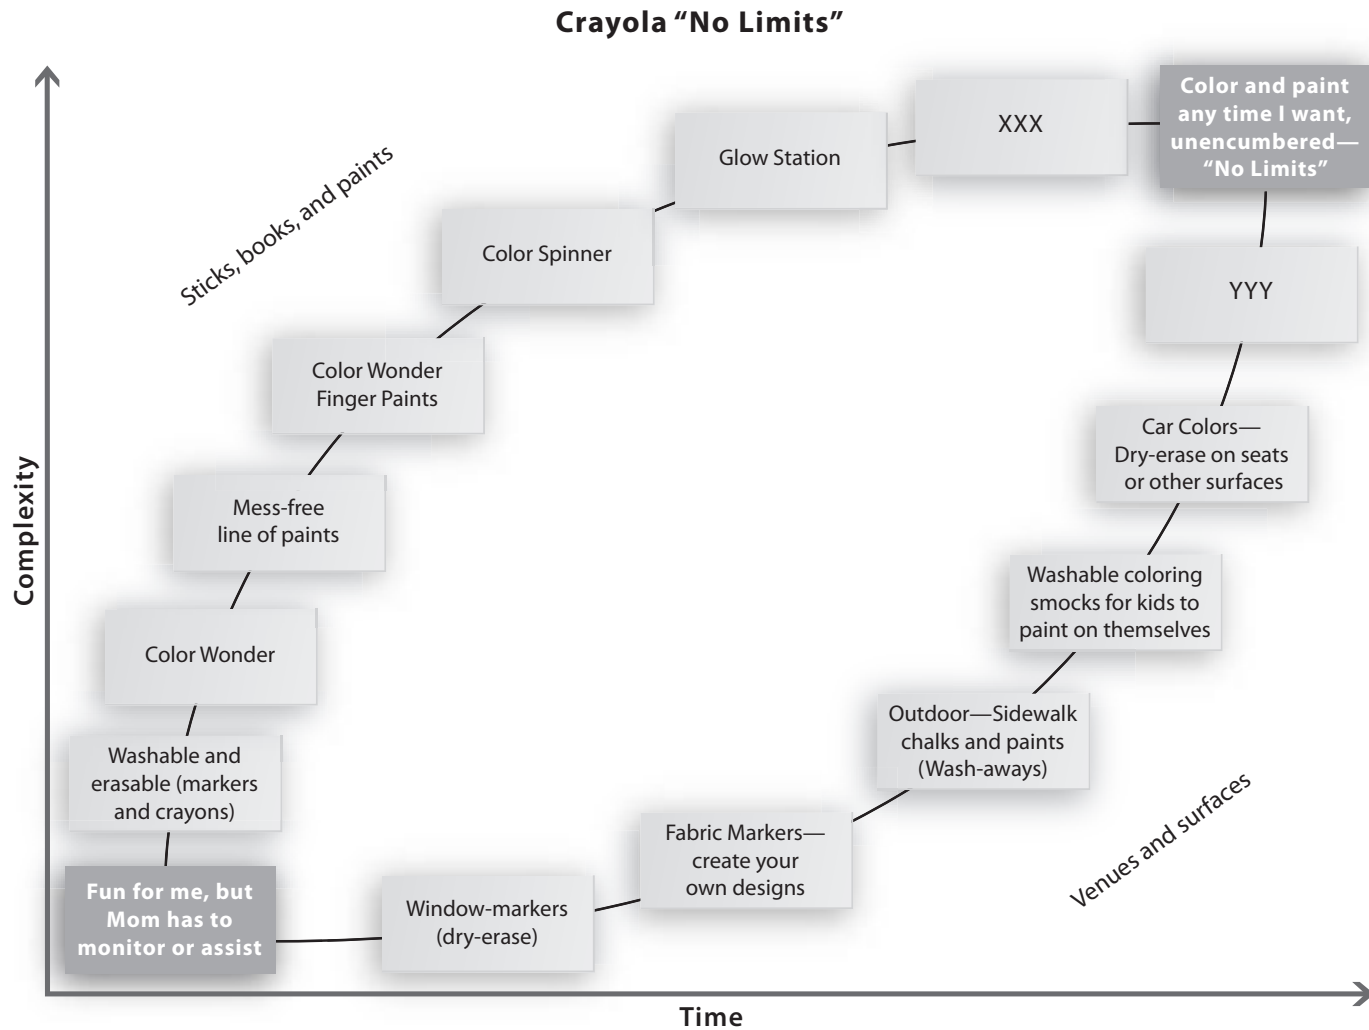 Crayola “No Limits”
Color and paint
any time I want,
unencumbered—
“No Limits”
XXX
Glow Station
Sticks, books, and paints
Color Spinner
YYY
Color Wonder
Finger Paints
Car Colors—
Dry-erase on seats
or other surfaces
Complexity
Mess-free
line of paints
Washable coloring
smocks for kids to
paint on themselves
Color Wonder
Outdoor—Sidewalk
chalks and paints
(Wash-aways)
Washable and
erasable (markers
and crayons)
Venues and surfaces
Fabric Markers—
create your
own designs
Fun for me, but
Mom has to
monitor or assist
Window-markers
(dry-erase)
Time